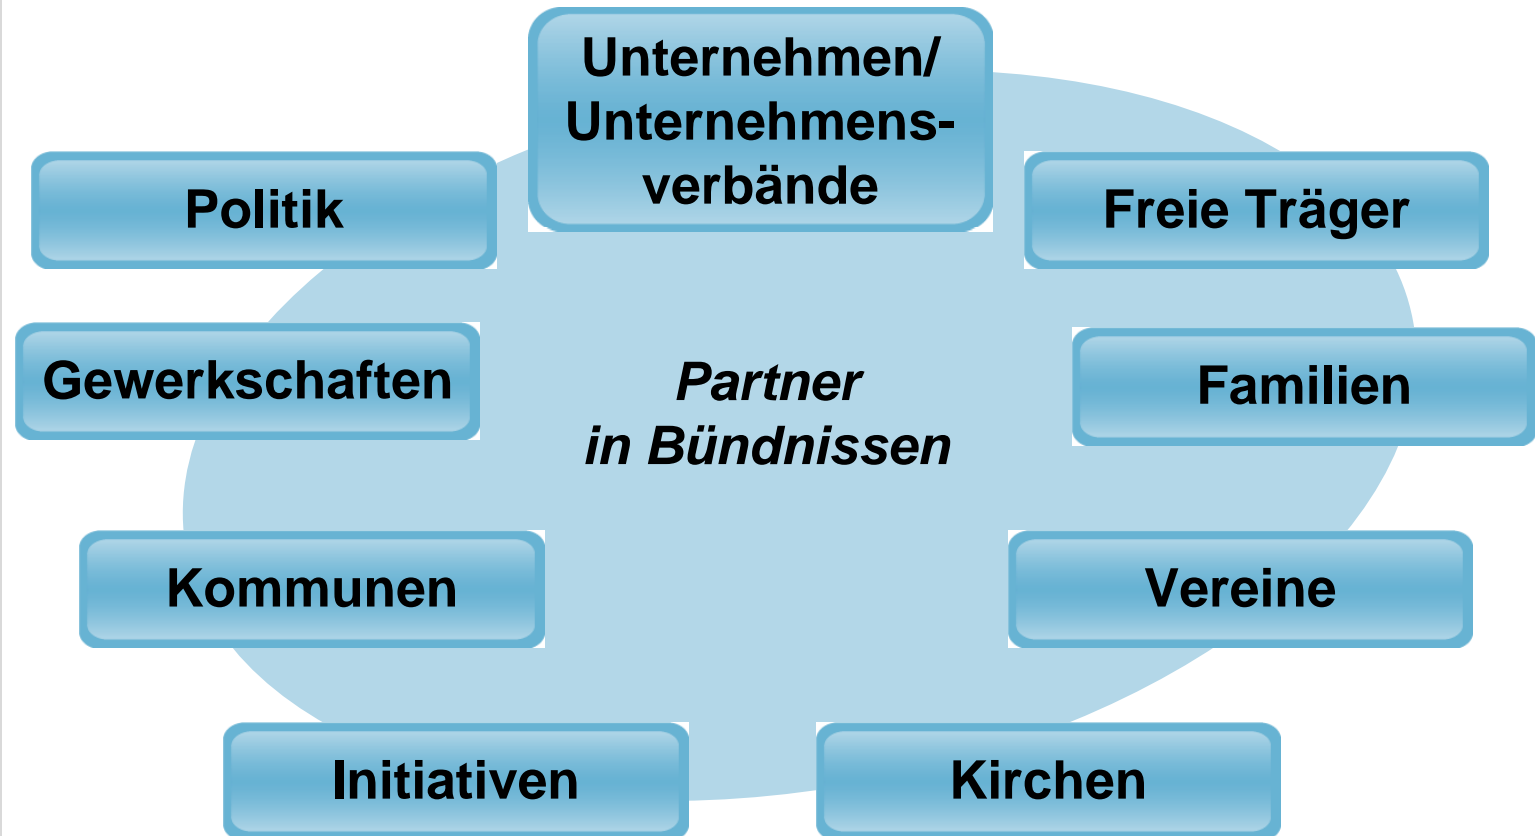 Unternehmen/
Unternehmens-
verbände
Politik
Freie Träger
Gewerkschaften
Familien
Partner
in Bündnissen
Kommunen
Vereine
Initiativen
Kirchen